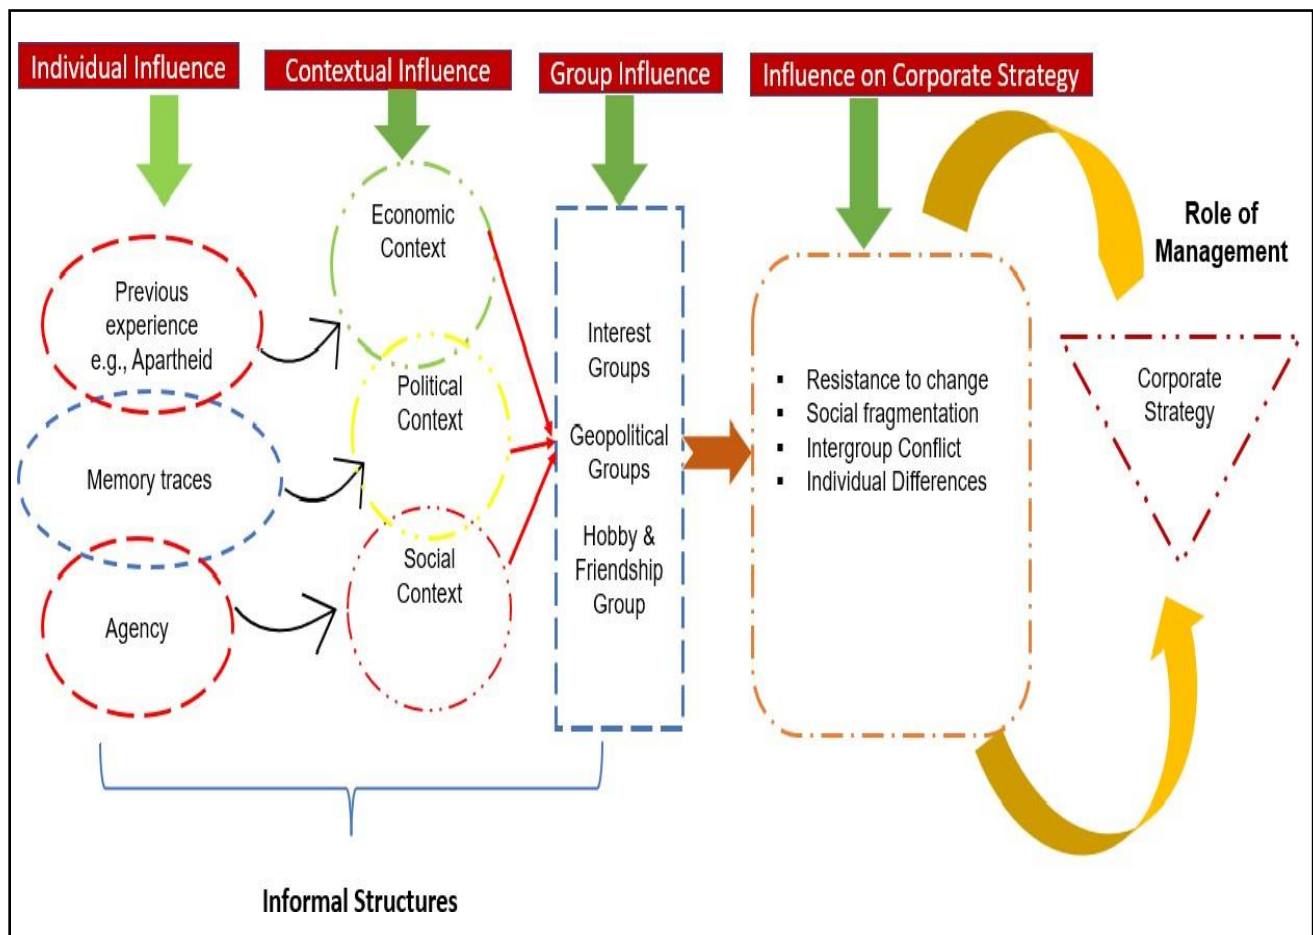 Individual Influence
Contextual Influence
Group Influence
Influence on Corporate Strategy
Previous
experience
e.g., Apartheid
Memory traces
Agency
Economic
Context
Political
Context
Social
Context
Interest
Groups
Geopolitical
Groups
Hobby &
Friendship
Group
▪ Resistance to change
▪ Social fragmentation
▪ Intergroup Conflict
▪ Individual Differences
Role of
Management
Corporate
Strategy
Informal Structures